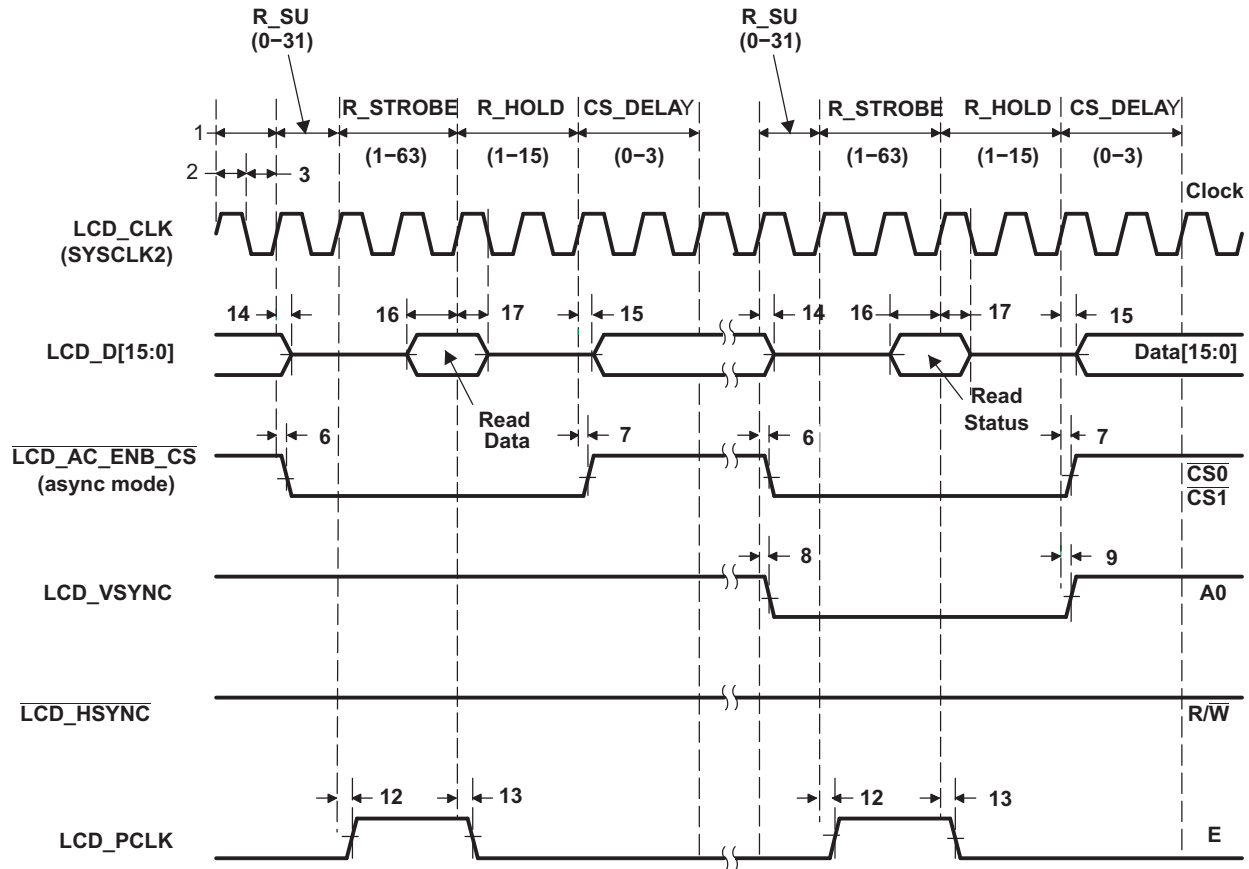 R_SU
(0−31)
R_SU
(0−31)
R_STROBE
R_HOLD
CS_DELAY
R_STROBE
R_HOLD
CS_DELAY
1
(1−63)
(1−15)
(0−3)
(1−63)
(1−15)
(0−3)
2
3
Clock
LCD_CLK
(SYSCLK2)
14
16
17
15
14
16
17
15
LCD_D[15:0]
Data[15:0]
Read
Data
Read
Status
6
7
6
7
LCD_AC_ENB_CS
(async mode)
CS0
CS1
8
9
LCD_VSYNC
A0
LCD_HSYNC
R/W
12
13
12
13
LCD_PCLK
E